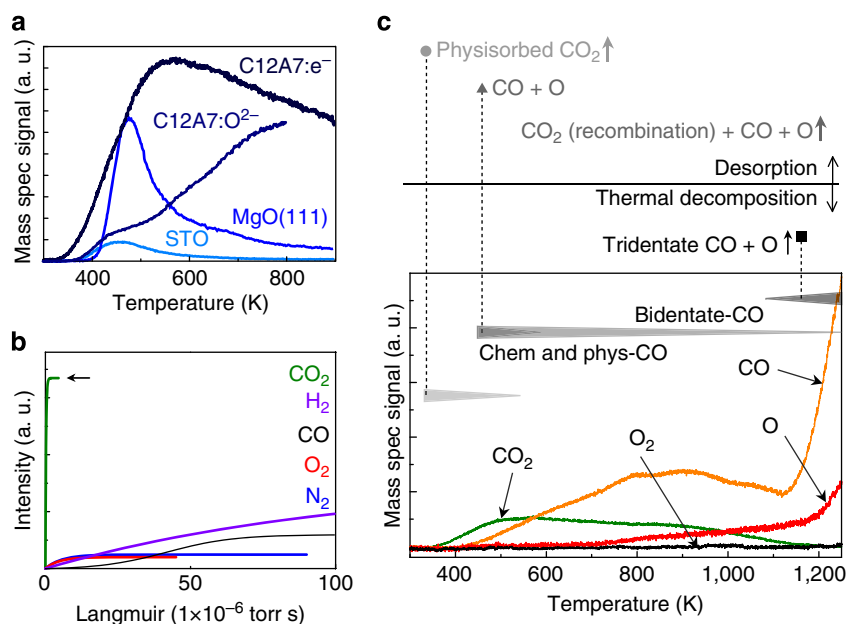 a
Mass spec signal (a. u.)
C12A7:e⁻
C12A7:O²⁻
MgO(111)
STO
400 600 800
Temperature (K)
b
Intensity (a. u.)
CO₂
H₂
CO
O₂
N₂
0 100
Langmuir (1×10⁻⁶ torr s)
c
Physisorbed CO₂
CO + O
CO₂ (recombination) + CO + O
Desorption
Thermal decomposition
Tridentate CO + O
Mass spec signal (a. u.)
Bidentate-CO
Chem and phys-CO
CO
O
O₂
CO₂
400 600 800 1,000 1,200
Temperature (K)